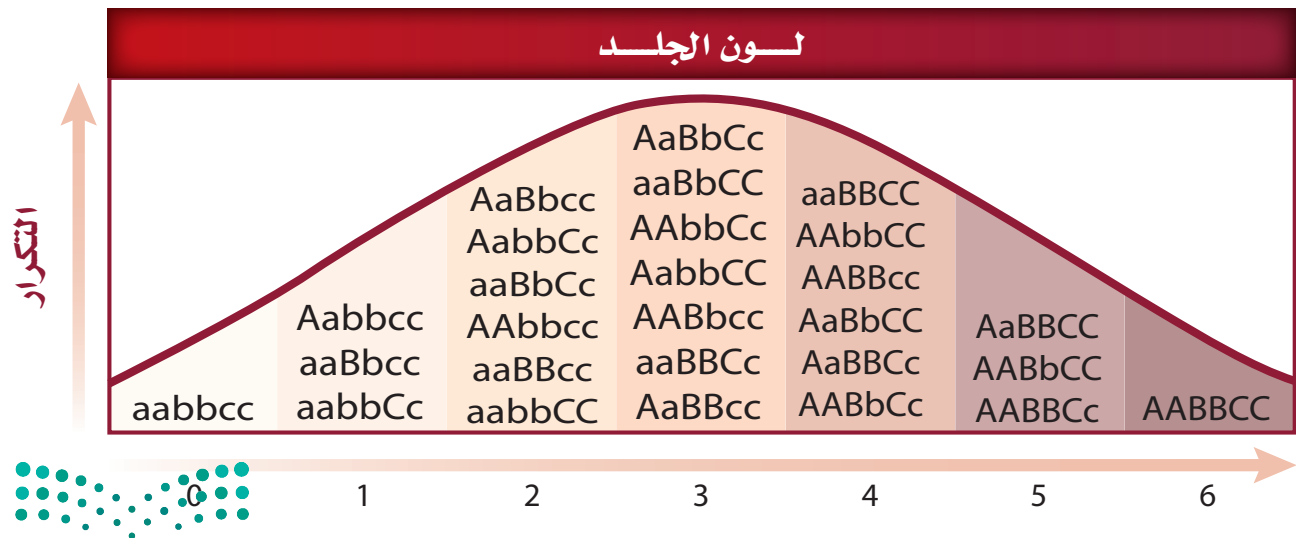 لـــون الجلـــد
التكرار
aabbcc
Aabbcc
aaBbcc
aabbCc
AaBbcc
AabbCc
aaBbCc
AAbbcc
aaBBcc
aabbCC
AaBbCc
aaBbCC
AAbbCc
AabbCC
AABbcc
aaBBCc
AaBBcc
aaBBCC
AAbbCC
AABBcc
AaBbCC
AaBBCc
AABbCc
AaBBCC
AABbCC
AABBCc
AABBCC
0 1 2 3 4 5 6